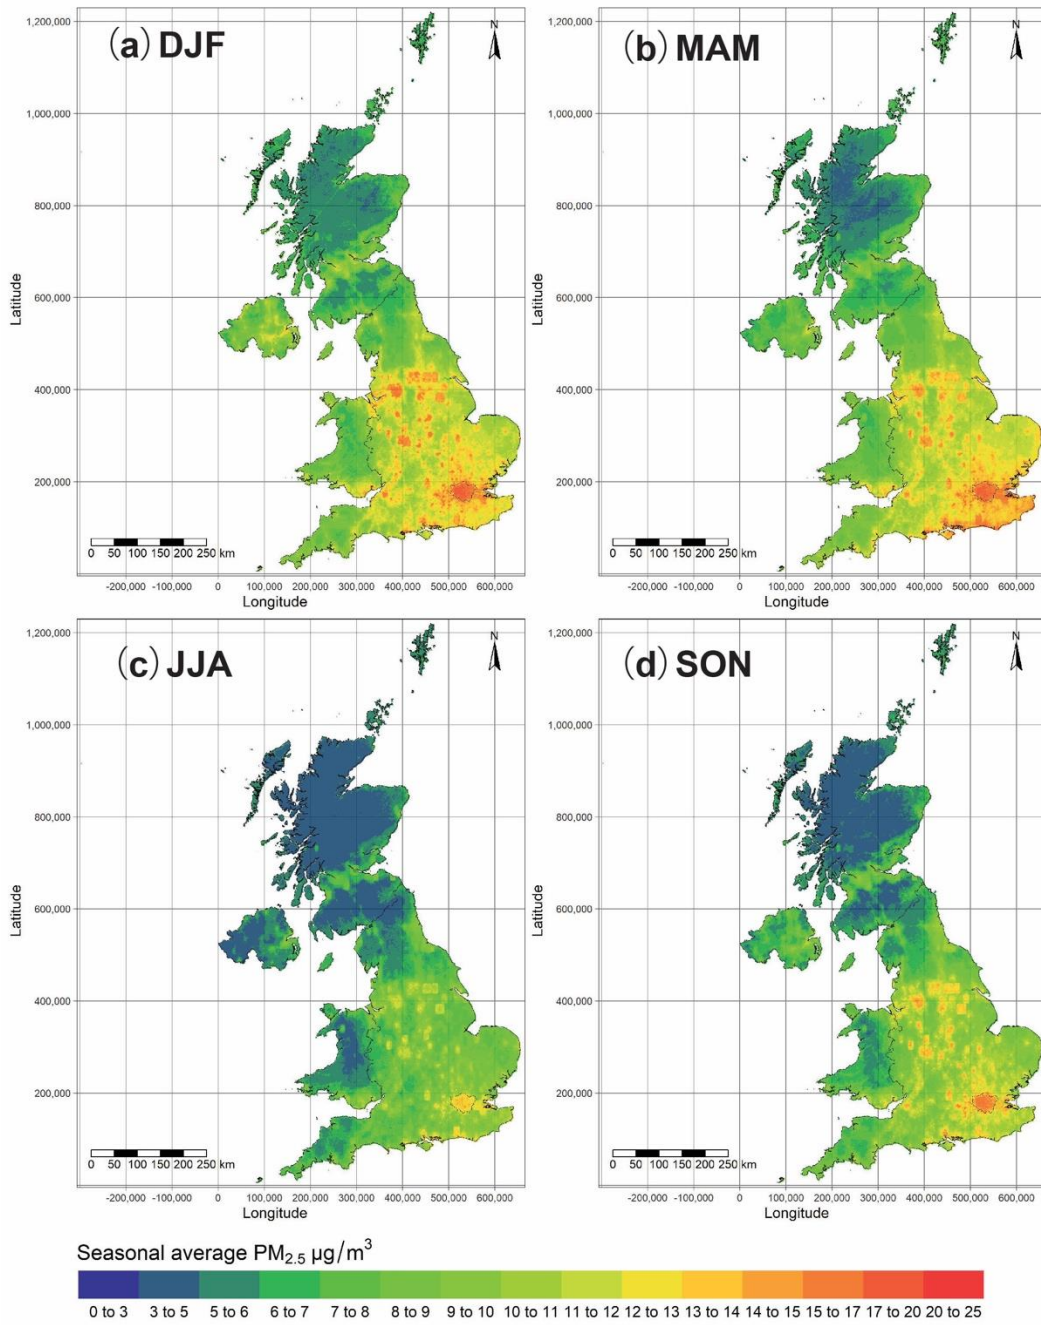 (a) DJF
N
1,200,000
1,000,000
800,000
600,000
400,000
200,000
Latitude
0 50 100 150 200 250 km
-200,000 -100,000 0 100,000 200,000 300,000 400,000 500,000 600,000
Longitude
(b) MAM
N
1,200,000
1,000,000
800,000
600,000
400,000
200,000
Latitude
0 50 100 150 200 250 km
-200,000 -100,000 0 100,000 200,000 300,000 400,000 500,000 600,000
Longitude
(c) JJA
N
1,200,000
1,000,000
800,000
600,000
400,000
200,000
Latitude
0 50 100 150 200 250 km
-200,000 -100,000 0 100,000 200,000 300,000 400,000 500,000 600,000
Longitude
(d) SON
N
1,200,000
1,000,000
800,000
600,000
400,000
200,000
Latitude
0 50 100 150 200 250 km
-200,000 -100,000 0 100,000 200,000 300,000 400,000 500,000 600,000
Longitude
Seasonal average PM2.5 µg/m³
0 to 3 3 to 5 5 to 6 6 to 7 7 to 8 8 to 9 9 to 10 10 to 11 11 to 12 12 to 13 13 to 14 14 to 15 15 to 17 17 to 20 20 to 25